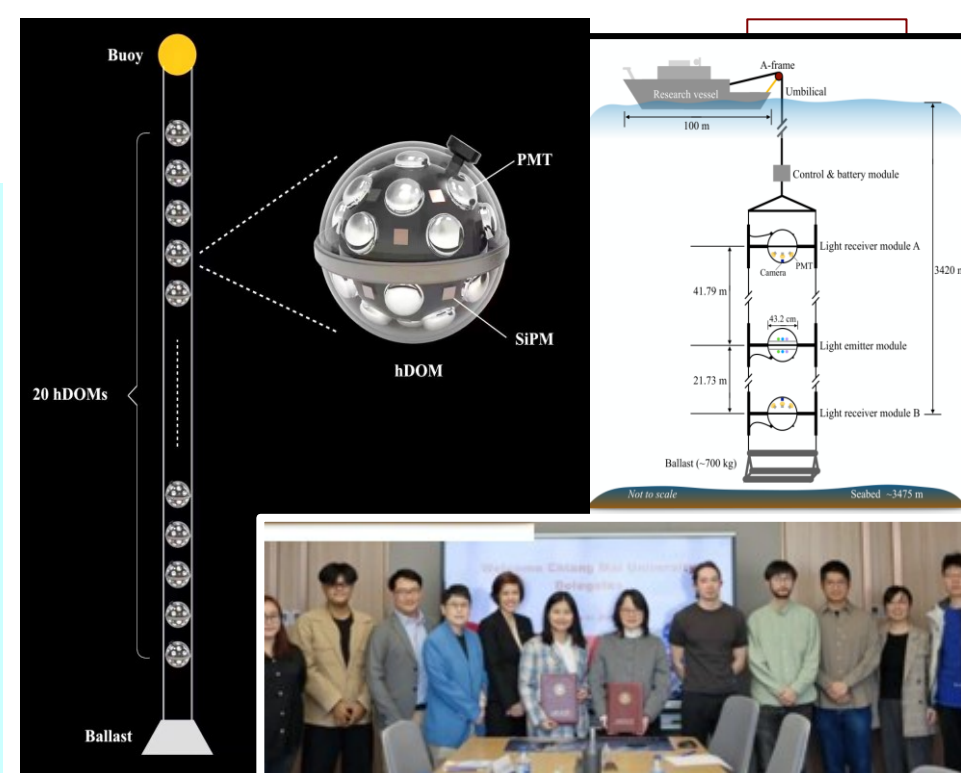 Buoy
PMT
SiPM
hDOM
20 hDOMs
Ballast
A-frame
Research vessel
Umbilical
100 m
Control & battery module
Light receiver module A
Camera
PMT
3420 m
41.79 m
43.2 cm
Light emitter module
21.73 m
Light receiver module B
Ballast (~700 kg)
Not to scale
Seabed ~3475 m
Welcome Chiang Mai University
Delegates